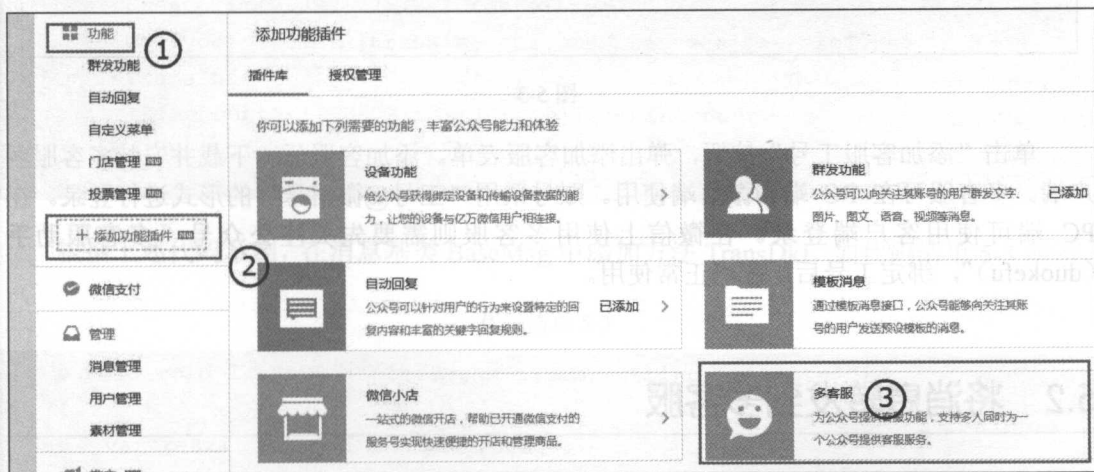 功能
①
群发功能
自动回复
自定义菜单
门店管理
投票管理
+ 添加功能插件
②
微信支付
管理
消息管理
用户管理
素材管理
添加功能插件
插件库 授权管理
你可以添加下列需要的功能，丰富公众号能力和体验
设备功能
公众号获得绑定设备和传输设备数据的能
力，让您的设备与亿万微信用户相连接。
群发功能
公众号可以向关注其账号的用户群发文字、
图片、图文、语音、视频等消息。
已添加
自动回复
公众号可以针对用户的行为来设置特定的回
复内容和丰富的关键字回复规则。
已添加 >
模板消息
通过模板消息接口，公众号能够向关注其账
号的用户发送预设模板的消息。
微信小店
一站式的微信开店，帮助已开通微信支付的
服务号实现快速便捷的开店和管理商品。
>
多客服
③
为公众号提供客服功能，支持多人同时为一
个公众号提供客服服务。